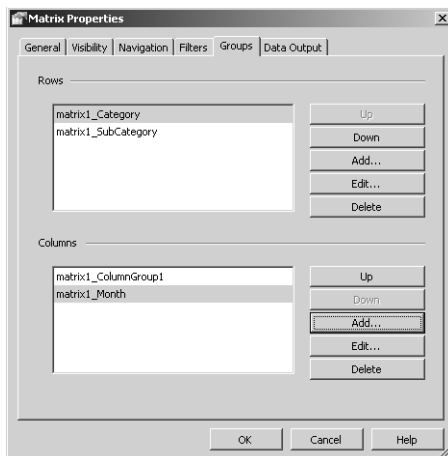 Matrix Properties
General Visibility Navigation Filters Groups Data Output
Rows
matrix1_Category
matrix1_SubCategory
Up
Down
Add...
Edit...
Delete
Columns
matrix1_ColumnGroup1
matrix1_Month
Up
Down
Add...
Edit...
Delete
OK Cancel Help